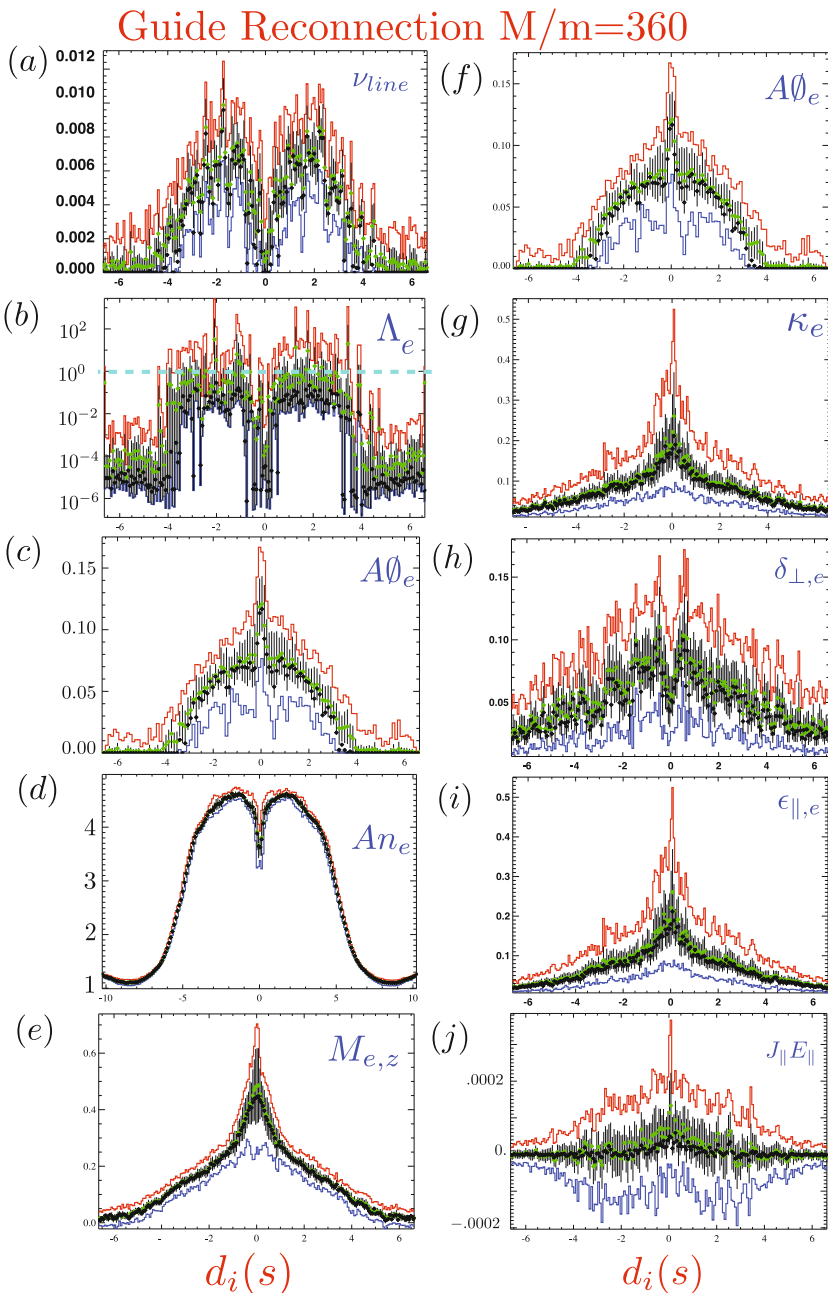 Guide Reconnection M/m=360
(a)
ν_line
0.012
0.010
0.008
0.006
0.004
0.002
0.000
-6 -4 -2 0 2 4 6
(b)
Λ_e
10^2
10^0
10^-2
10^-4
10^-6
-6 -4 -2 0 2 4 6
(c)
A∅_e
0.15
0.10
0.05
0.00
-6 -4 -2 0 2 4 6
(d)
An_e
4
3
2
1
-10 -5 0 5 10
(e)
M_e,z
0.6
0.4
0.2
0.0
-6 -4 -2 0 2 4 6
d_i(s)
(f)
A∅_e
0.15
0.10
0.05
0.00
-6 -4 -2 0 2 4 6
(g)
κ_e
0.5
0.4
0.3
0.2
0.1
- -4 -2 0 2 4 6
(h)
δ_⊥,e
0.15
0.10
0.05
-6 -4 -2 0 2 4 6
(i)
ϵ_∥,e
0.5
0.4
0.3
0.2
0.1
-6 -4 -2 0 2 4 6
(j)
J_∥E_∥
.0002
0.
-.0002
-6 -4 -2 0 2 4 6
d_i(s)